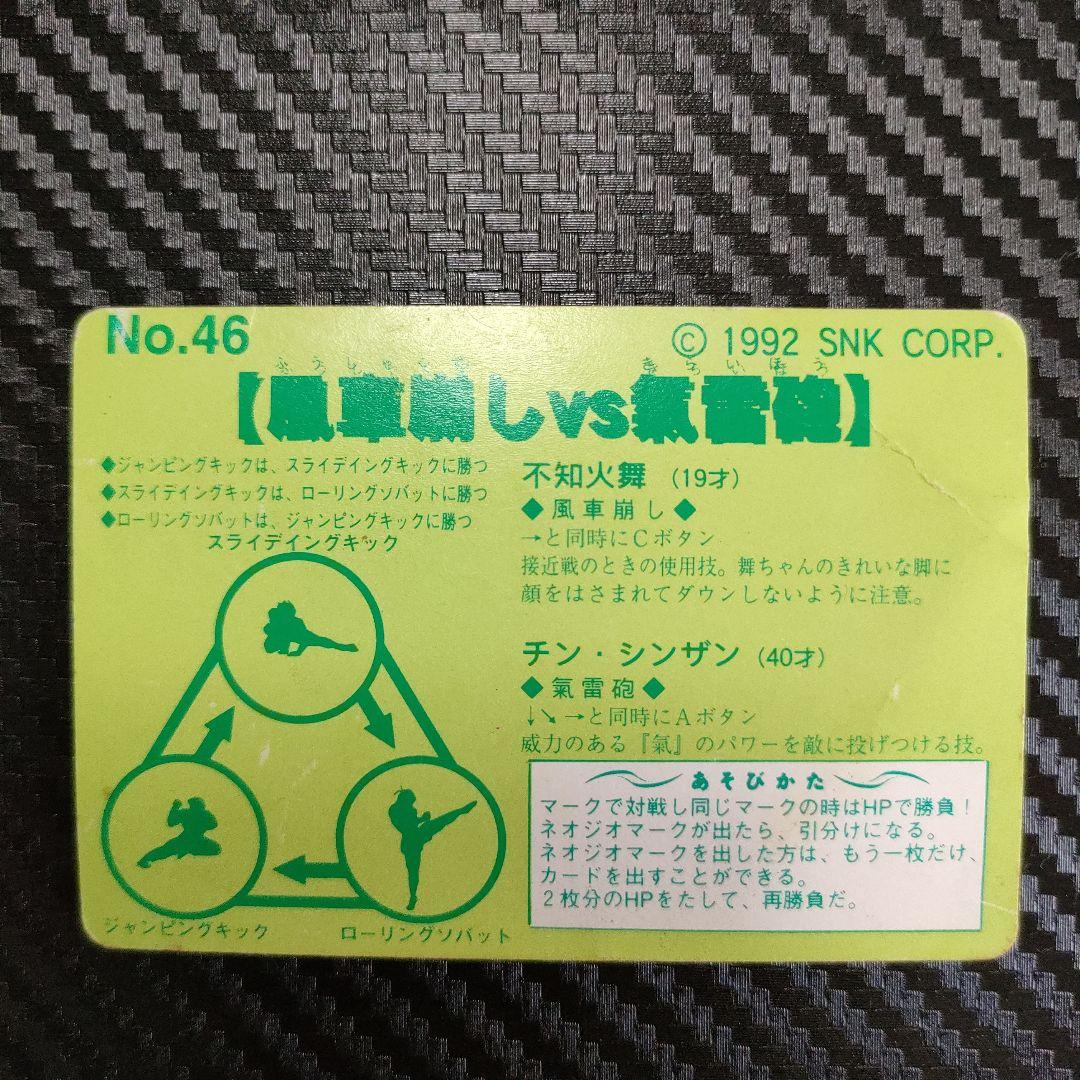 No.46
© 1992 SNK CORP.
【風車崩しvs氣雷砲】
◆ジャンピングキックは、スライデイングキックに勝つ
◆スライデイングキックは、ローリングソバットに勝つ
◆ローリングソバットは、ジャンピングキックに勝つ
スライデイングキック
ジャンピングキック
ローリングソバット
不知火舞 (19才)
◆風車崩し◆
→と同時にCボタン
接近戦のときの使用技。舞ちゃんのきれいな脚に
顔をはさまれてダウンしないように注意。
チン・シンザン (40才)
◆氣雷砲◆
↓↘→と同時にAボタン
威力のある『氣』のパワーを敵に投げつける技。
あそびかた
マークで対戦し同じマークの時はHPで勝負!
ネオジオマークが出たら、引分けになる。
ネオジオマークを出した方は、もう一枚だけ、
カードを出すことができる。
2枚分のHPをたして、再勝負だ。